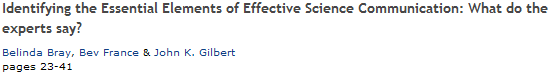 Identifying the Essential Elements of Effective Science Communication: What do the
experts say?
Belinda Bray, Bev France & John K. Gilbert
pages 23-41